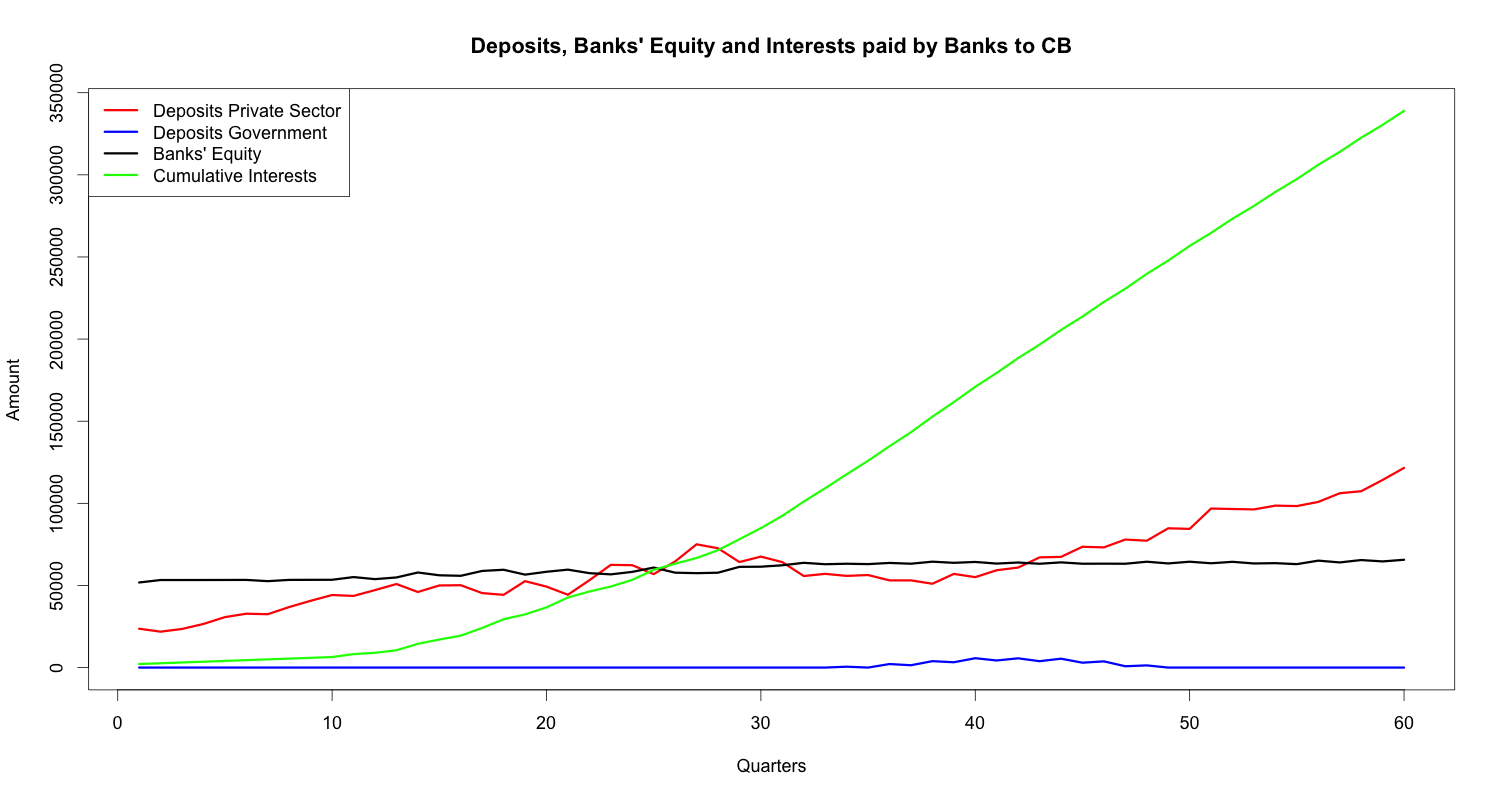 Deposits, Banks' Equity and Interests paid by Banks to CB
Deposits Private Sector
Deposits Government
Banks' Equity
Cumulative Interests
Amount
350000
300000
250000
200000
150000
100000
50000
0
0 10 20 30 40 50 60
Quarters